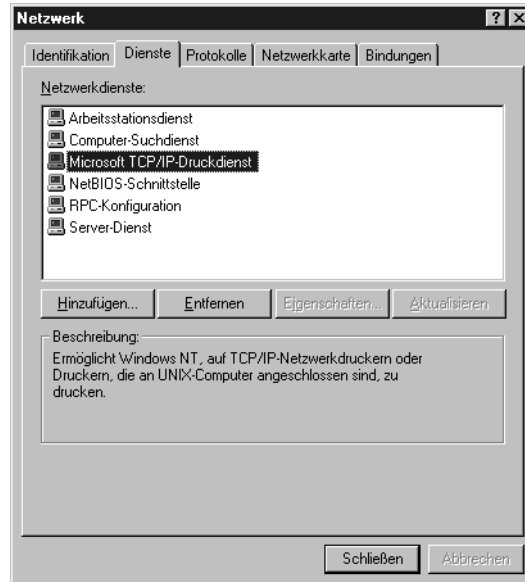 Netzwerk
Identifikation Dienste Protokolle Netzwerkkarte Bindungen
Netzwerkdienste:
Arbeitsstationsdienst
Computer-Suchdienst
Microsoft TCP/IP-Druckdienst
NetBIOS-Schnittstelle
RPC-Konfiguration
Server-Dienst
Hinzufügen... Entfernen Eigenschaften... Aktualisieren
Beschreibung:
Ermöglicht Windows NT, auf TCP/IP-Netzwerkdruckern oder
Druckern, die an UNIX-Computer angeschlossen sind, zu
drucken.
Schließen Abbrechen